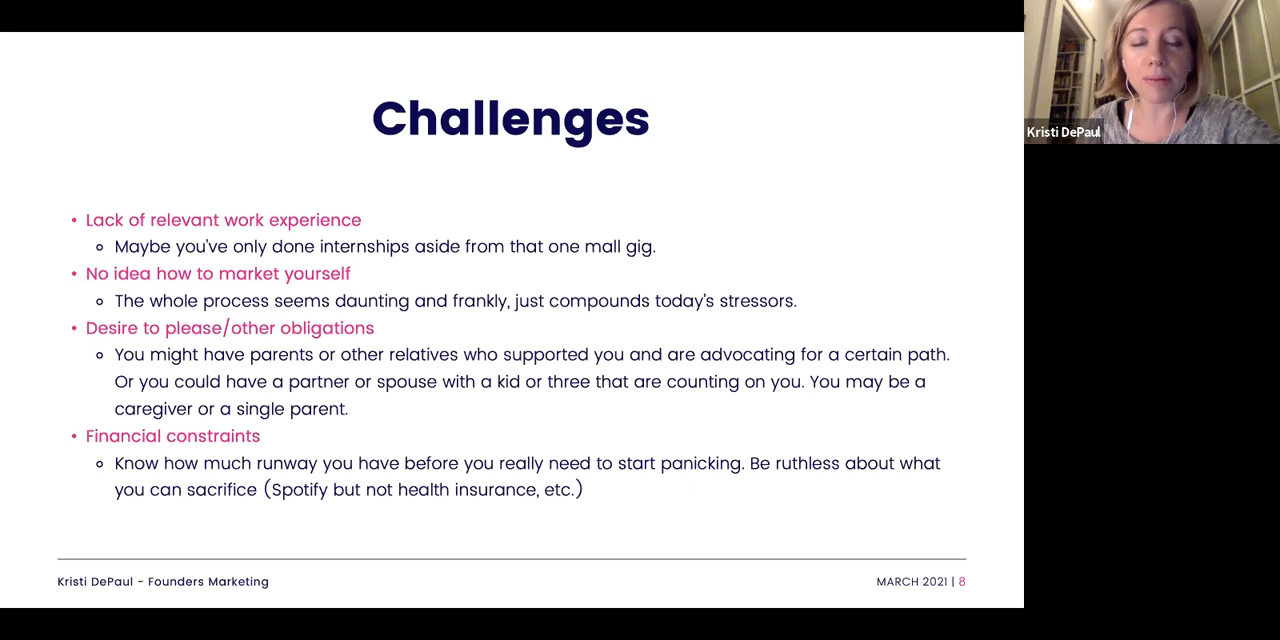 Challenges
• Lack of relevant work experience
Maybe you've only done internships aside from that one mall gig.
• No idea how to market yourself
The whole process seems daunting and frankly, just compounds today's stressors.
• Desire to please/other obligations
You might have parents or other relatives who supported you and are advocating for a certain path.
Or you could have a partner or spouse with a kid or three that are counting on you. You may be a
caregiver or a single parent.
• Financial constraints
Know how much runway you have before you really need to start panicking. Be ruthless about what
you can sacrifice (Spotify but not health insurance, etc.)
Kristi DePaul - Founders Marketing
MARCH 2021 | 8
Kristi DePaul